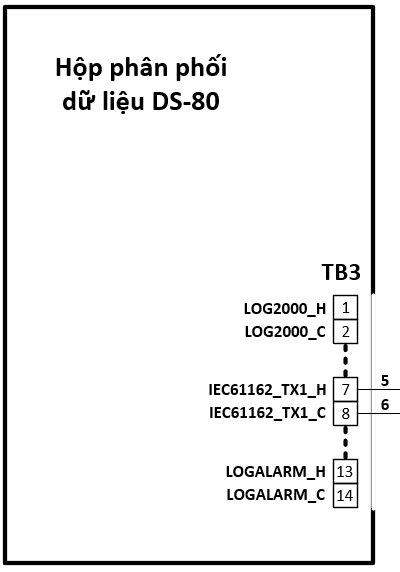 Hộp phân phối
dữ liệu DS-80
TB3
LOG2000_H 1
LOG2000_C 2
IEC61162_TX1_H 7 5
IEC61162_TX1_C 8 6
LOGALARM_H 13
LOGALARM_C 14